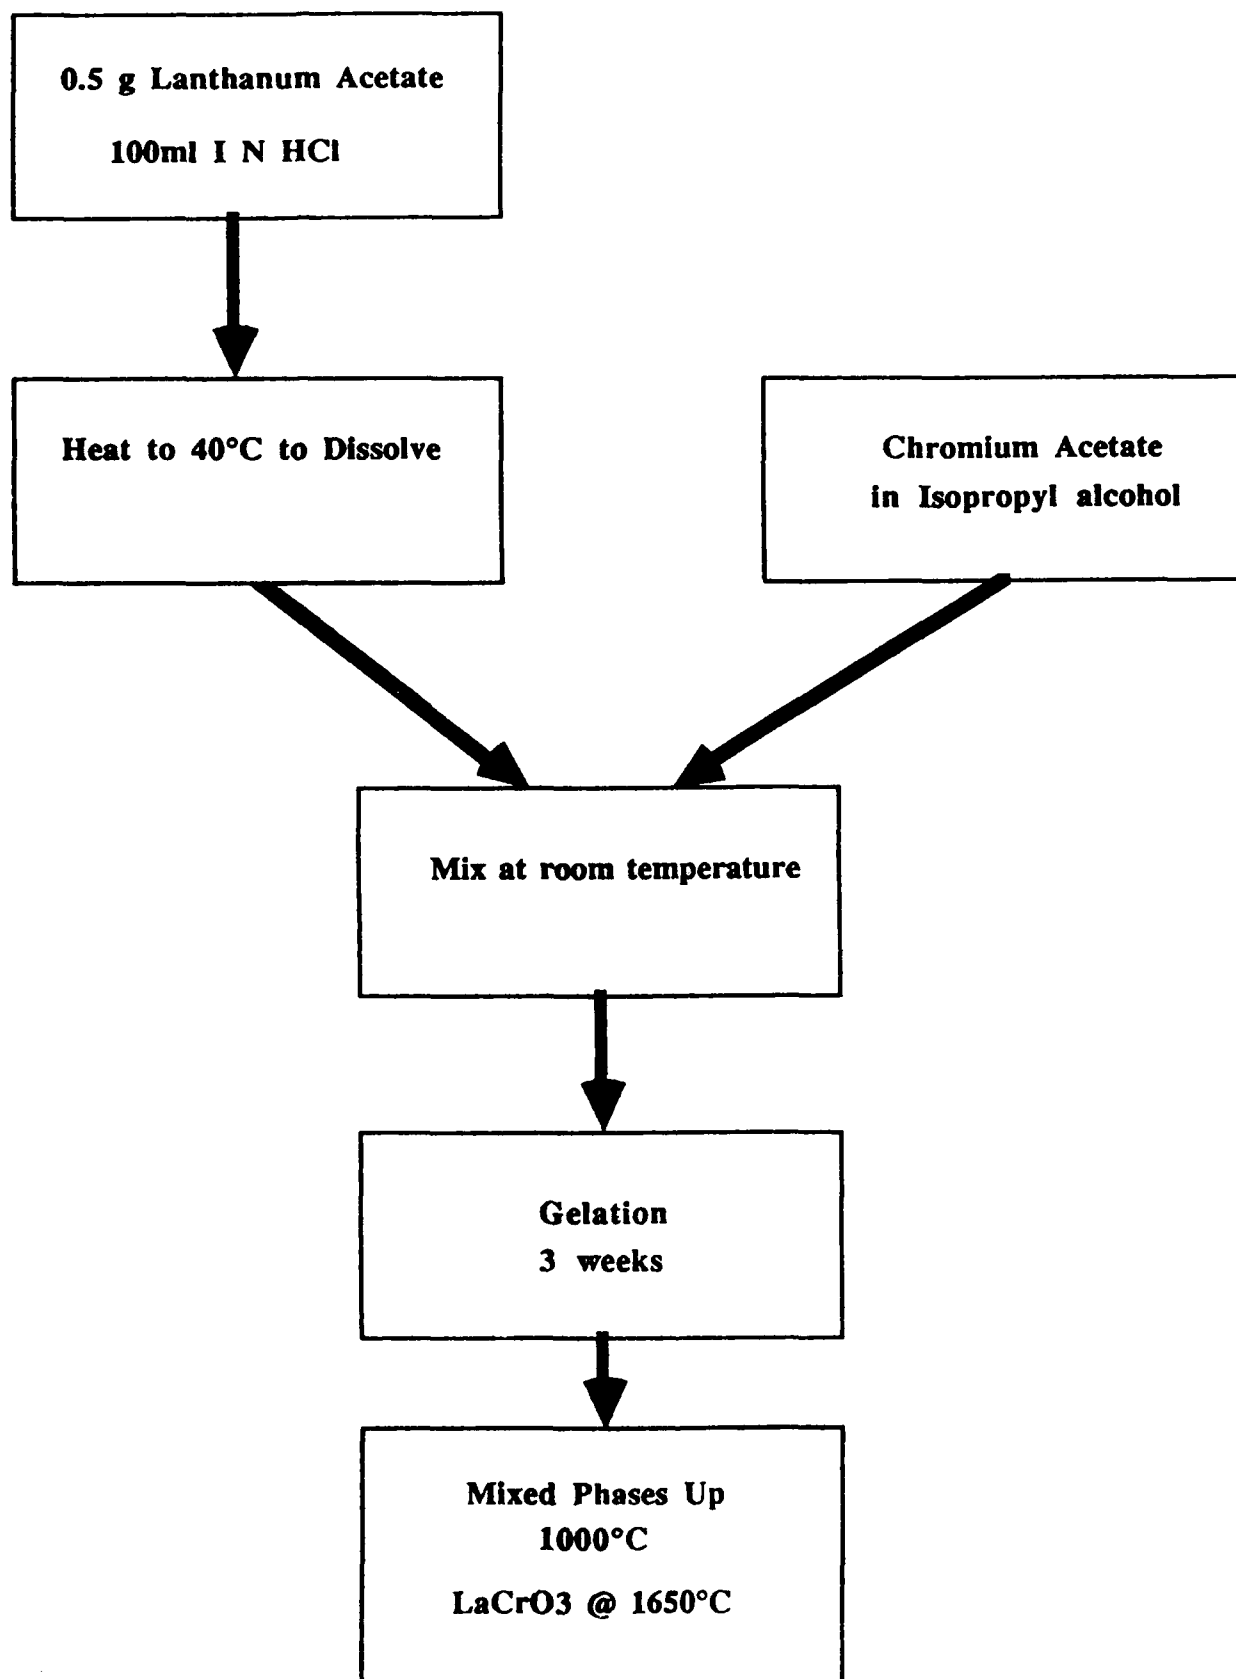 0.5 g Lanthanum Acetate
100ml I N HCl
Heat to 40°C to Dissolve
Chromium Acetate
in Isopropyl alcohol
Mix at room temperature
Gelation
3 weeks
Mixed Phases Up
1000°C
LaCrO3 @ 1650°C